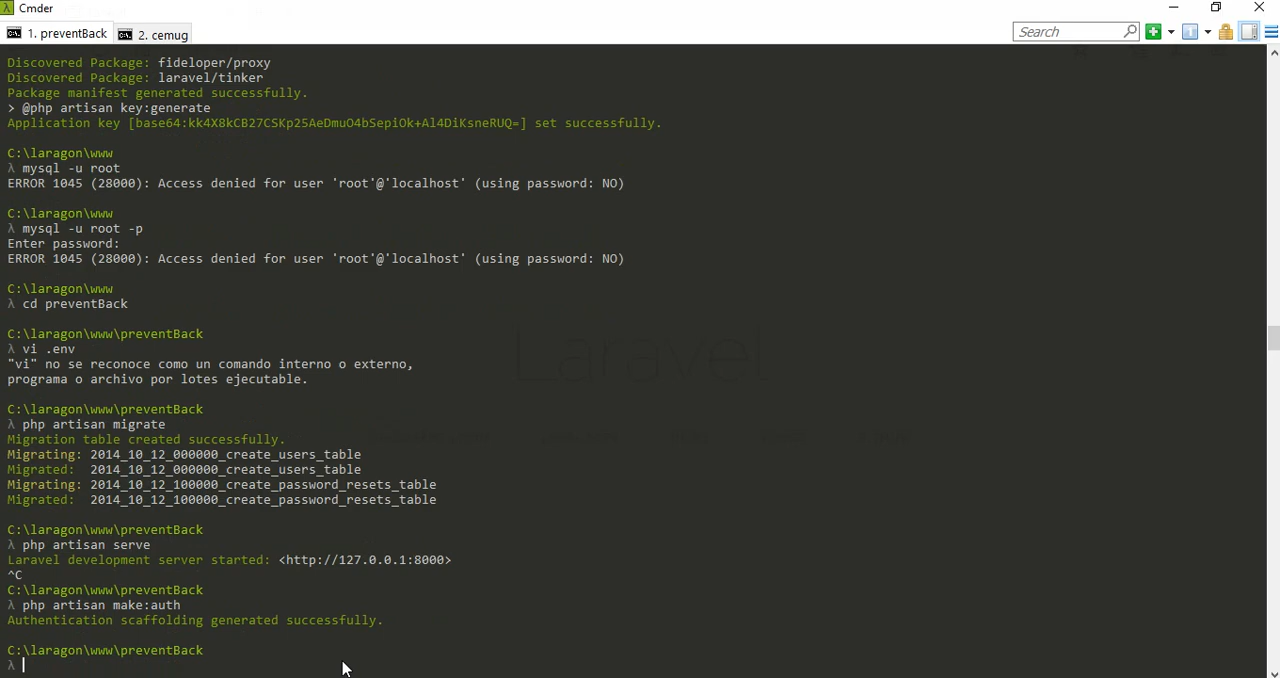 Cmder
1. preventBack
2. cemug
Search
Discovered Package: fideloper/proxy
Discovered Package: laravel/tinker
Package manifest generated successfully.
> @php artisan key:generate
Application key [base64:kk4X8kCB27CSKp25AeDmuO4bSepiOk+Al4DiKsneRUQ=] set successfully.
C:\laragon\www
λ mysql -u root
ERROR 1045 (28000): Access denied for user 'root'@'localhost' (using password: NO)
C:\laragon\www
λ mysql -u root -p
Enter password:
ERROR 1045 (28000): Access denied for user 'root'@'localhost' (using password: NO)
C:\laragon\www
λ cd preventBack
C:\laragon\www\preventBack
λ vi .env
"vi" no se reconoce como un comando interno o externo,
programa o archivo por lotes ejecutable.
C:\laragon\www\preventBack
λ php artisan migrate
Migration table created successfully.
Migrating: 2014_10_12_000000_create_users_table
Migrated:  2014_10_12_000000_create_users_table
Migrating: 2014_10_12_100000_create_password_resets_table
Migrated:  2014_10_12_100000_create_password_resets_table
C:\laragon\www\preventBack
λ php artisan serve
Laravel development server started: <http://127.0.0.1:8000>
^C
C:\laragon\www\preventBack
λ php artisan make:auth
Authentication scaffolding generated successfully.
C:\laragon\www\preventBack
λ
Laravel